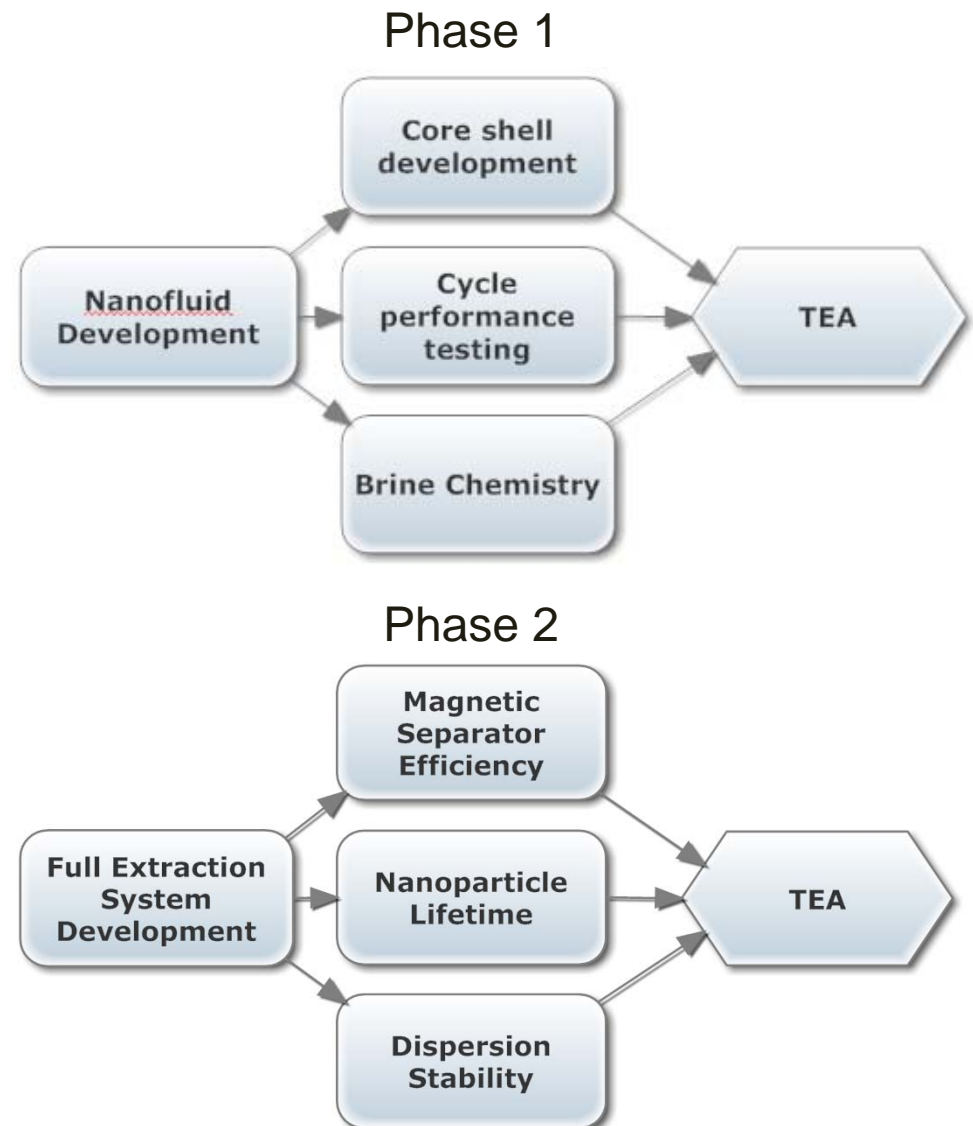 Phase 1
Core shell
development
Nanofluid
Development
Cycle
performance
testing
TEA
Brine Chemistry
Phase 2
Magnetic
Separator
Efficiency
Full Extraction
System
Development
Nanoparticle
Lifetime
TEA
Dispersion
Stability